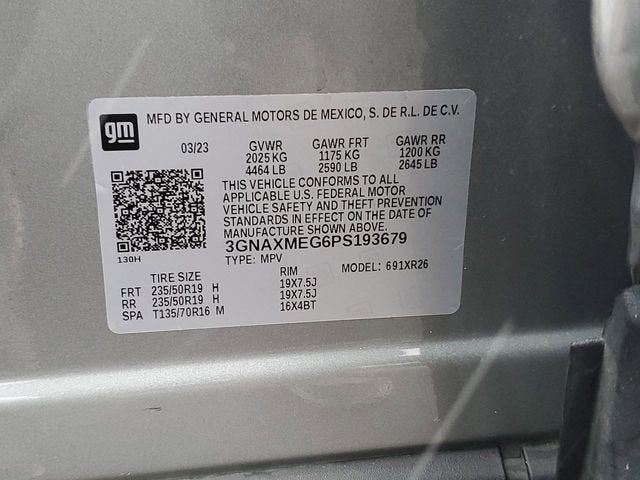 gm
MFD BY GENERAL MOTORS DE MEXICO, S. DE R.L. DE C.V.
03/23 GVWR GAWR FRT GAWR RR
2025 KG 1175 KG 1200 KG
4464 LB 2590 LB 2645 LB
THIS VEHICLE CONFORMS TO ALL
APPLICABLE U.S. FEDERAL MOTOR
VEHICLE SAFETY AND THEFT PREVENTION
STANDARDS IN EFFECT ON THE DATE OF
MANUFACTURE SHOWN ABOVE.
3GNAXMEG6PS193679
130H
TYPE: MPV MODEL: 691XR26
TIRE SIZE RIM
FRT 235/50R19 H 19X7.5J
RR 235/50R19 H 19X7.5J
SPA T135/70R16 M 16X4BT